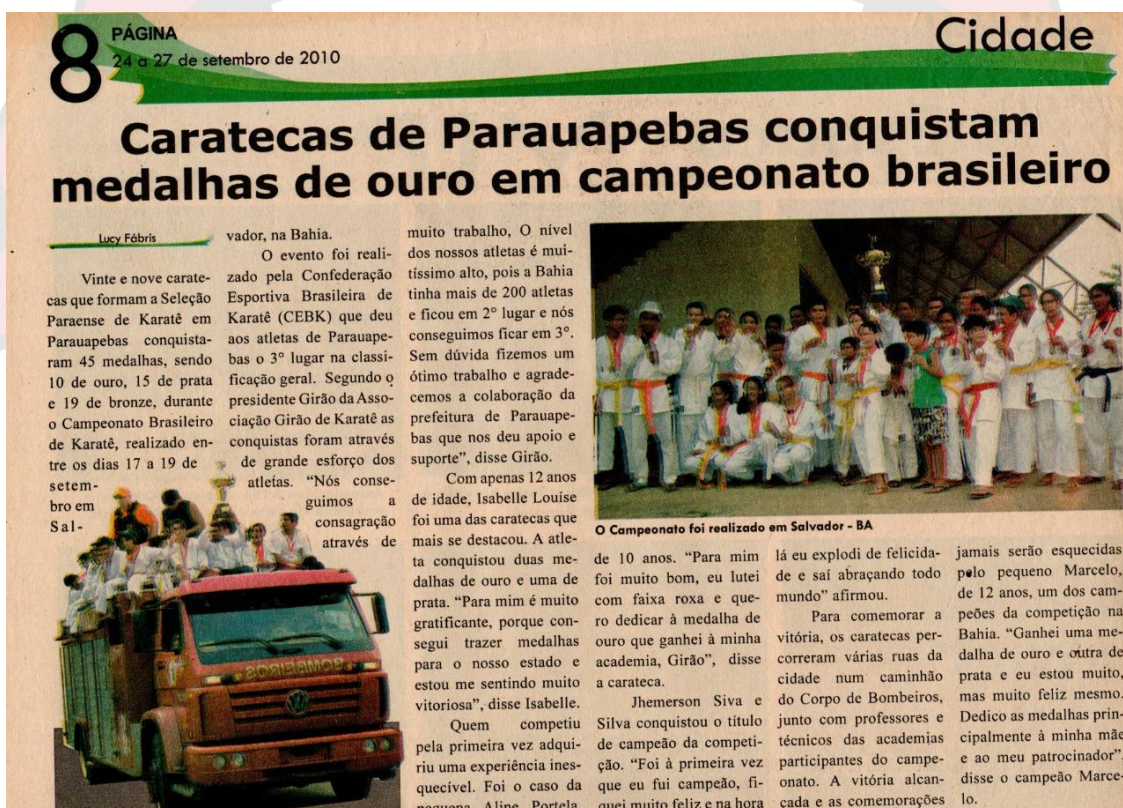 8
PÁGINA
24 a 27 de setembro de 2010
Cidade
Caratecas de Parauapebas conquistam
medalhas de ouro em campeonato brasileiro
Lucy Fábris
Vinte e nove carate-
cas que formam a Seleção
Paraense de Karatê em
Parauapebas conquista-
ram 45 medalhas, sendo
10 de ouro, 15 de prata
e 19 de bronze, durante
o Campeonato Brasileiro
de Karatê, realizado en-
tre os dias 17 a 19 de
setem-
bro em
Sal-
vador, na Bahia.
O evento foi reali-
zado pela Confederação
Esportiva Brasileira de
Karatê (CEBK) que deu
aos atletas de Parauape-
bas o 3° lugar na classi-
ficação geral. Segundo o
presidente Girão da Asso-
ciação Girão de Karatê as
conquistas foram através
de grande esforço dos
atletas. “Nós conse-
guimos a
consagração
através de
muito trabalho, O nível
dos nossos atletas é mui-
tíssimo alto, pois a Bahia
tinha mais de 200 atletas
e ficou em 2° lugar e nós
conseguimos ficar em 3°.
Sem dúvida fizemos um
ótimo trabalho e agrade-
cemos a colaboração da
prefeitura de Parauape-
bas que nos deu apoio e
suporte”, disse Girão.
Com apenas 12 anos
de idade, Isabelle Louise
foi uma das caratecas que
mais se destacou. A atle-
ta conquistou duas me-
dalhas de ouro e uma de
prata. “Para mim é muito
gratificante, porque con-
segui trazer medalhas
para o nosso estado e
estou me sentindo muito
vitoriosa”, disse Isabelle.
Quem competiu
pela primeira vez adqui-
riu uma experiência ines-
quecível. Foi o caso da
pequena Aline Portela,
O Campeonato foi realizado em Salvador - BA
de 10 anos. “Para mim
foi muito bom, eu lutei
com faixa roxa e que-
ro dedicar à medalha de
ouro que ganhei à minha
academia, Girão”, disse
a carateca.
Jhemerson Siva e
Silva conquistou o título
de campeão da competi-
ção. “Foi à primeira vez
que eu fui campeão, fi-
quei muito feliz e na hora
lá eu explodi de felicida-
de e saí abraçando todo
mundo” afirmou.
Para comemorar a
vitória, os caratecas per-
correram várias ruas da
cidade num caminhão
do Corpo de Bombeiros,
junto com professores e
técnicos das academias
participantes do campe-
onato. A vitória alcan-
çada e as comemorações
jamais serão esquecidas
pelo pequeno Marcelo,
de 12 anos, um dos cam-
peões da competição na
Bahia. “Ganhei uma me-
dalha de ouro e outra de
prata e eu estou muito,
mas muito feliz mesmo.
Dedico as medalhas prin-
cipalmente à minha mãe
e ao meu patrocinador”,
disse o campeão Marce-
lo.
BOMBEIROS